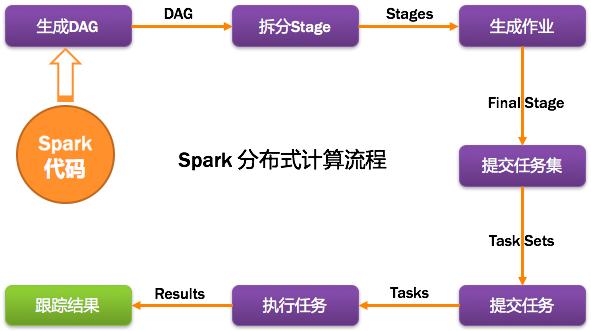 生成DAG
DAG
拆分Stage
Stages
生成作业
Final Stage
Spark
代码
Spark 分布式计算流程
提交任务集
Task Sets
跟踪结果
Results
执行任务
Tasks
提交任务